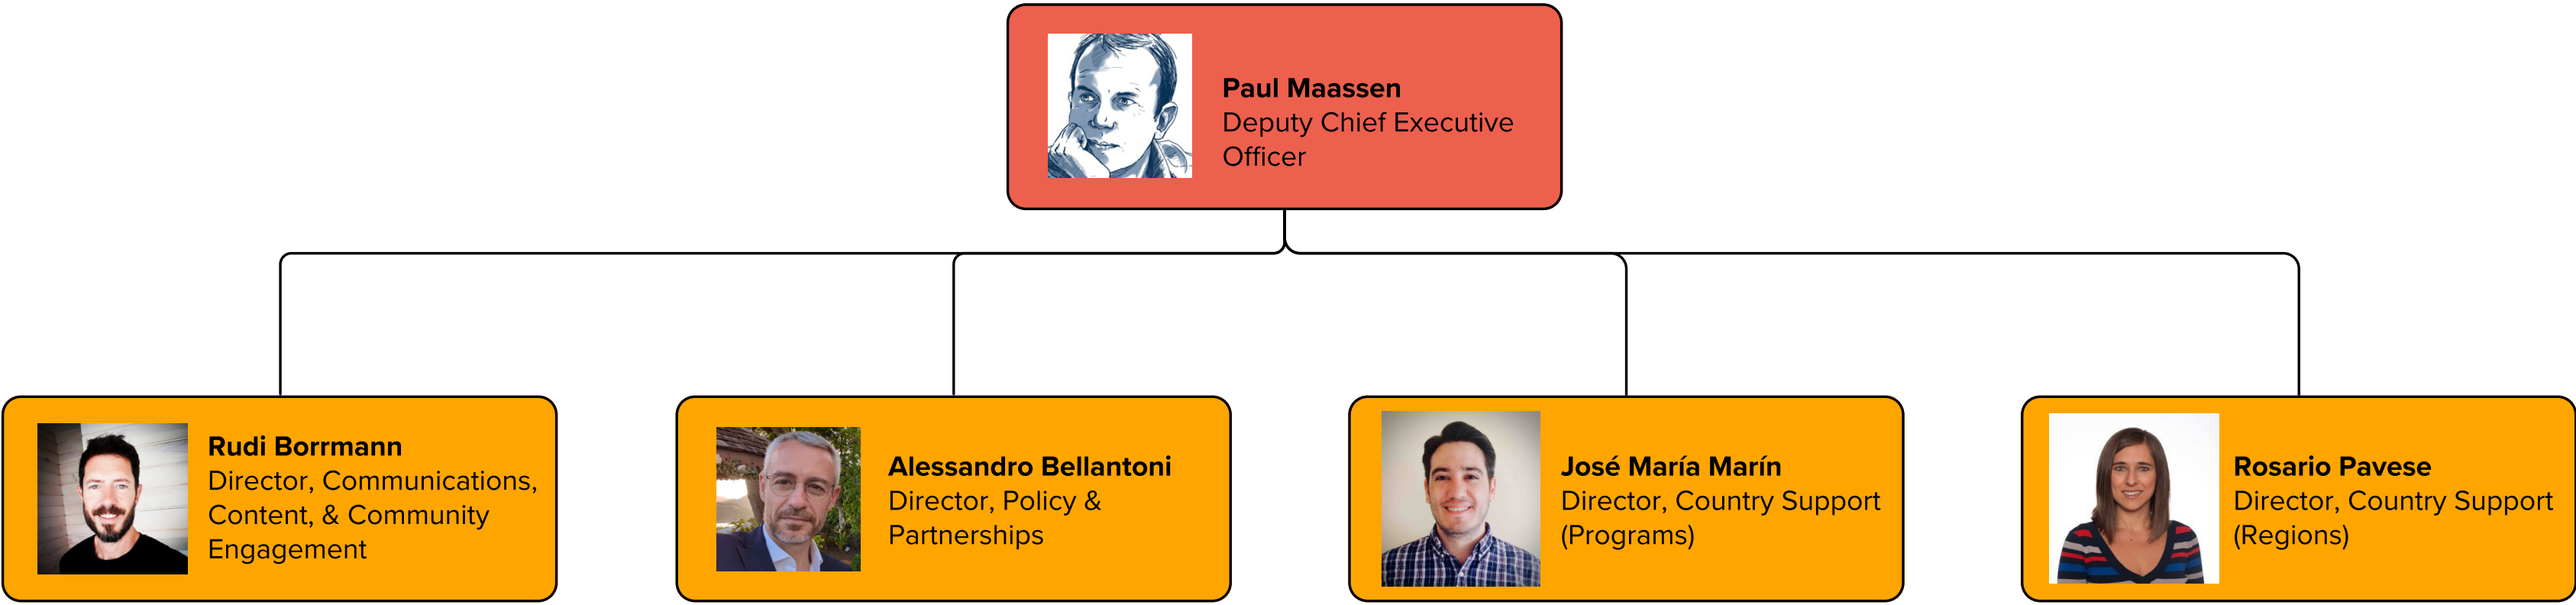 Paul Maassen
Deputy Chief Executive
Officer
Rudi Borrmann
Director, Communications,
Content, & Community
Engagement
Alessandro Bellantoni
Director, Policy &
Partnerships
José María Marín
Director, Country Support
(Programs)
Rosario Pavese
Director, Country Support
(Regions)